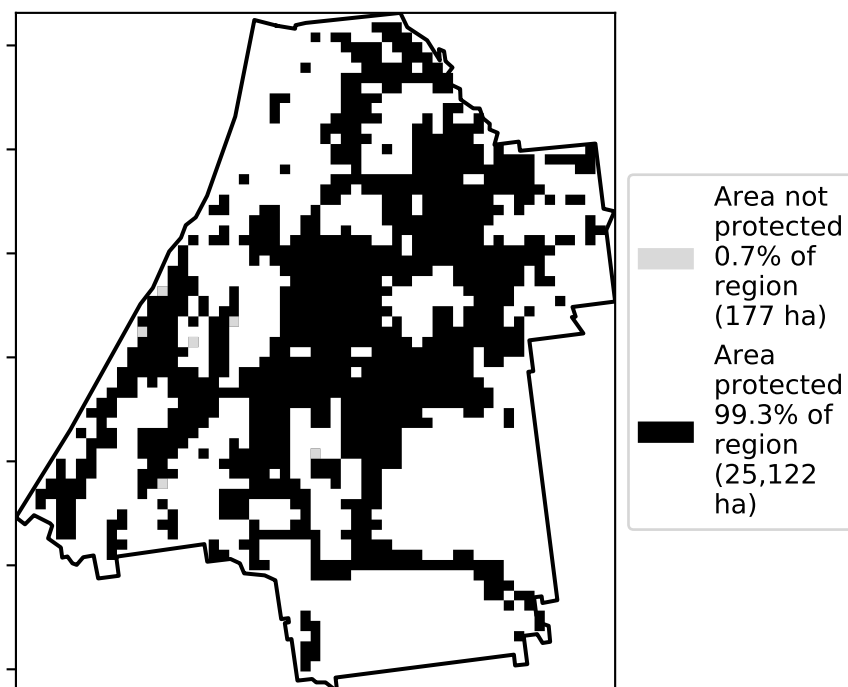 Area not
protected
0.7% of
region
(177 ha)
Area
protected
99.3% of
region
(25,122
ha)